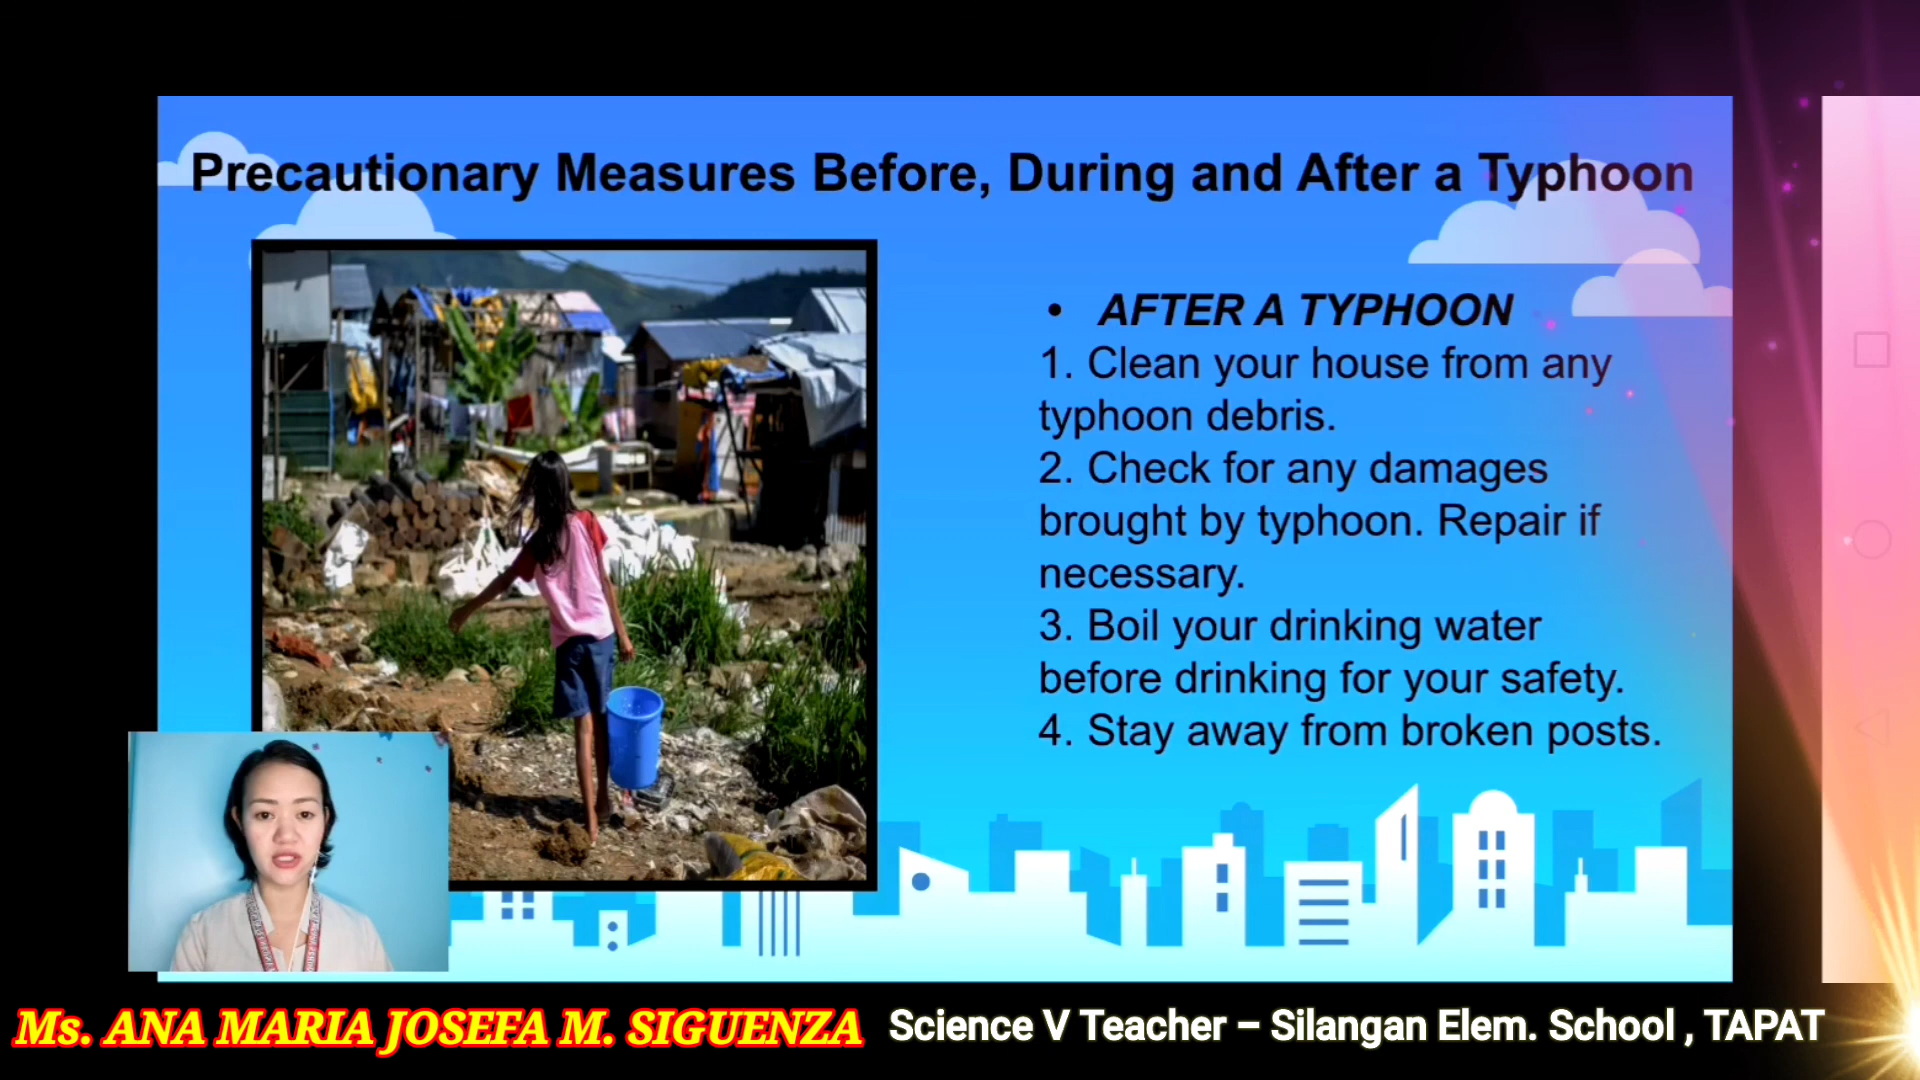 Precautionary Measures Before, During and After a Typhoon
• AFTER A TYPHOON
1. Clean your house from any
typhoon debris.
2. Check for any damages
brought by typhoon. Repair if
necessary.
3. Boil your drinking water
before drinking for your safety.
4. Stay away from broken posts.
Ms. ANA MARIA JOSEFA M. SIGUENZA Science V Teacher – Silangan Elem. School , TAPAT